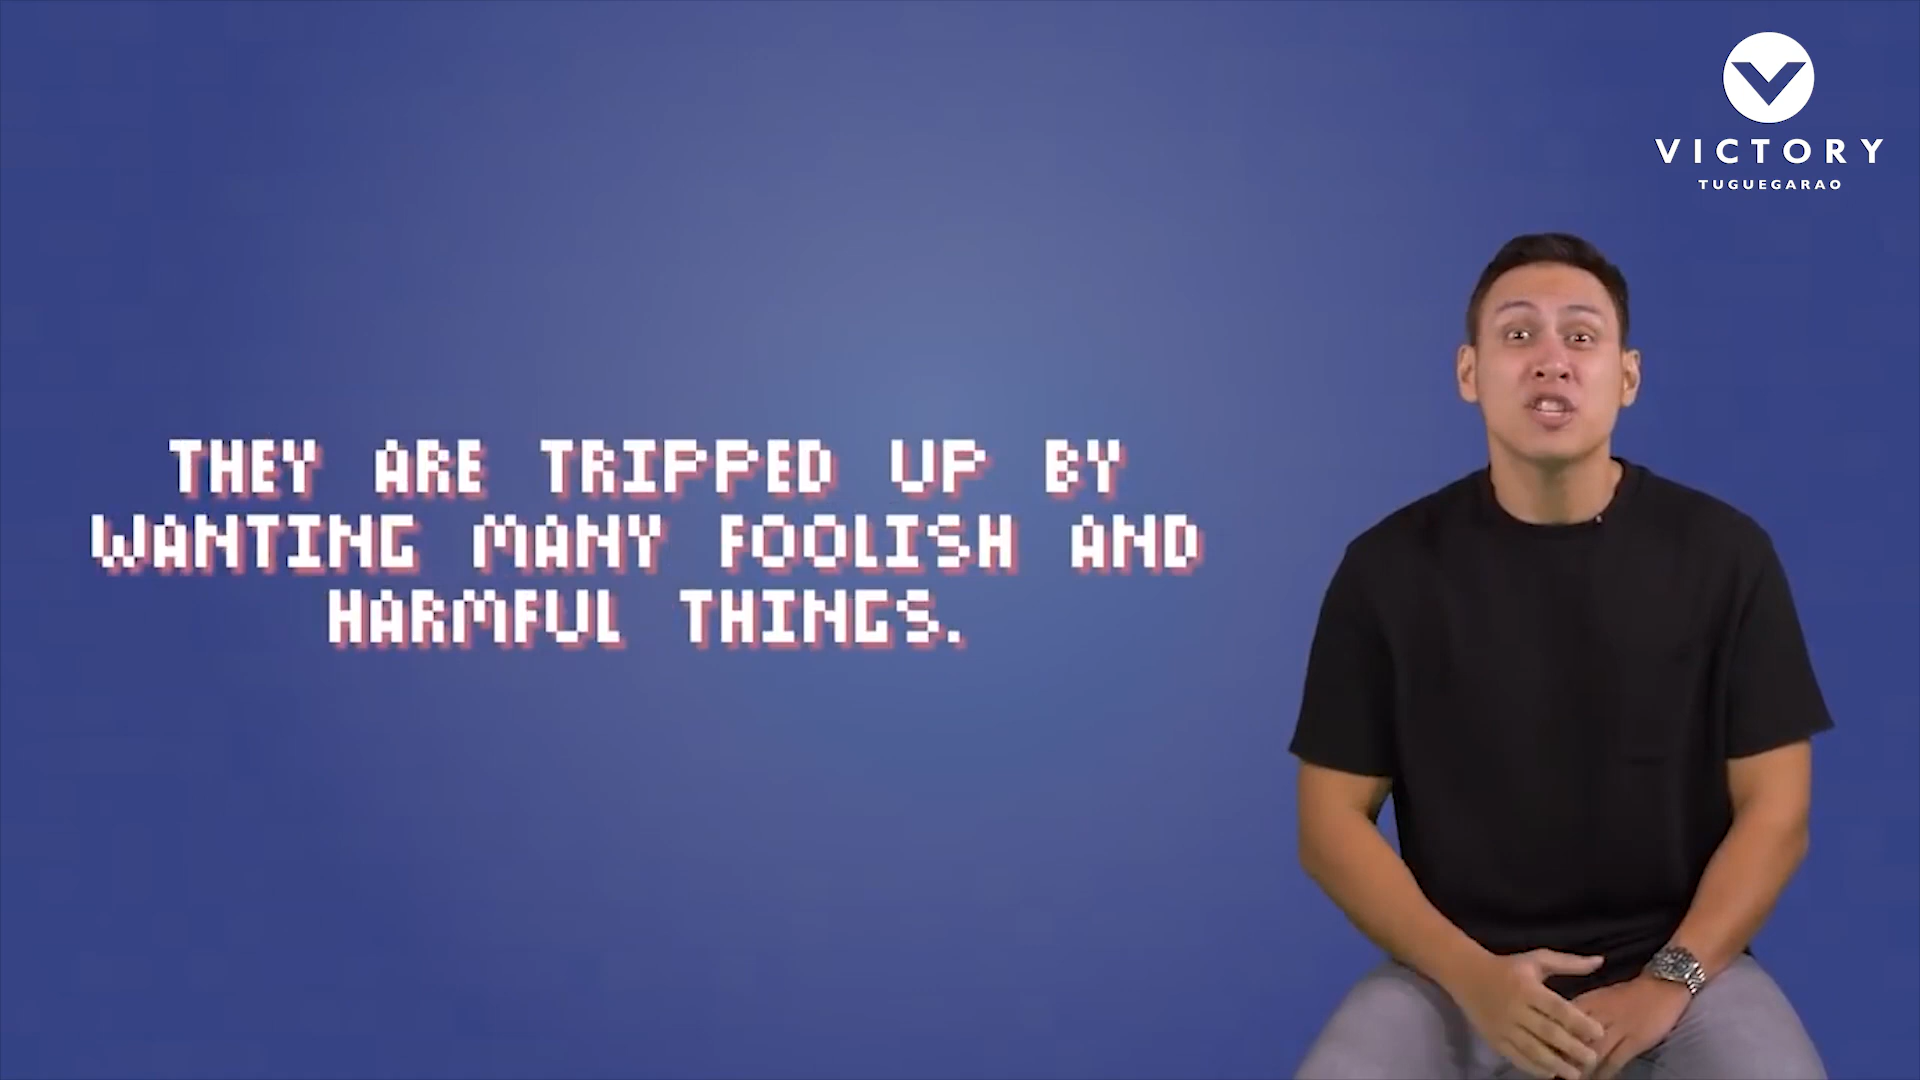 VICTORY
TUGUEGARAO
THEY ARE TRIPPED UP BY
WANTING MANY FOOLISH AND
HARMFUL THINGS.